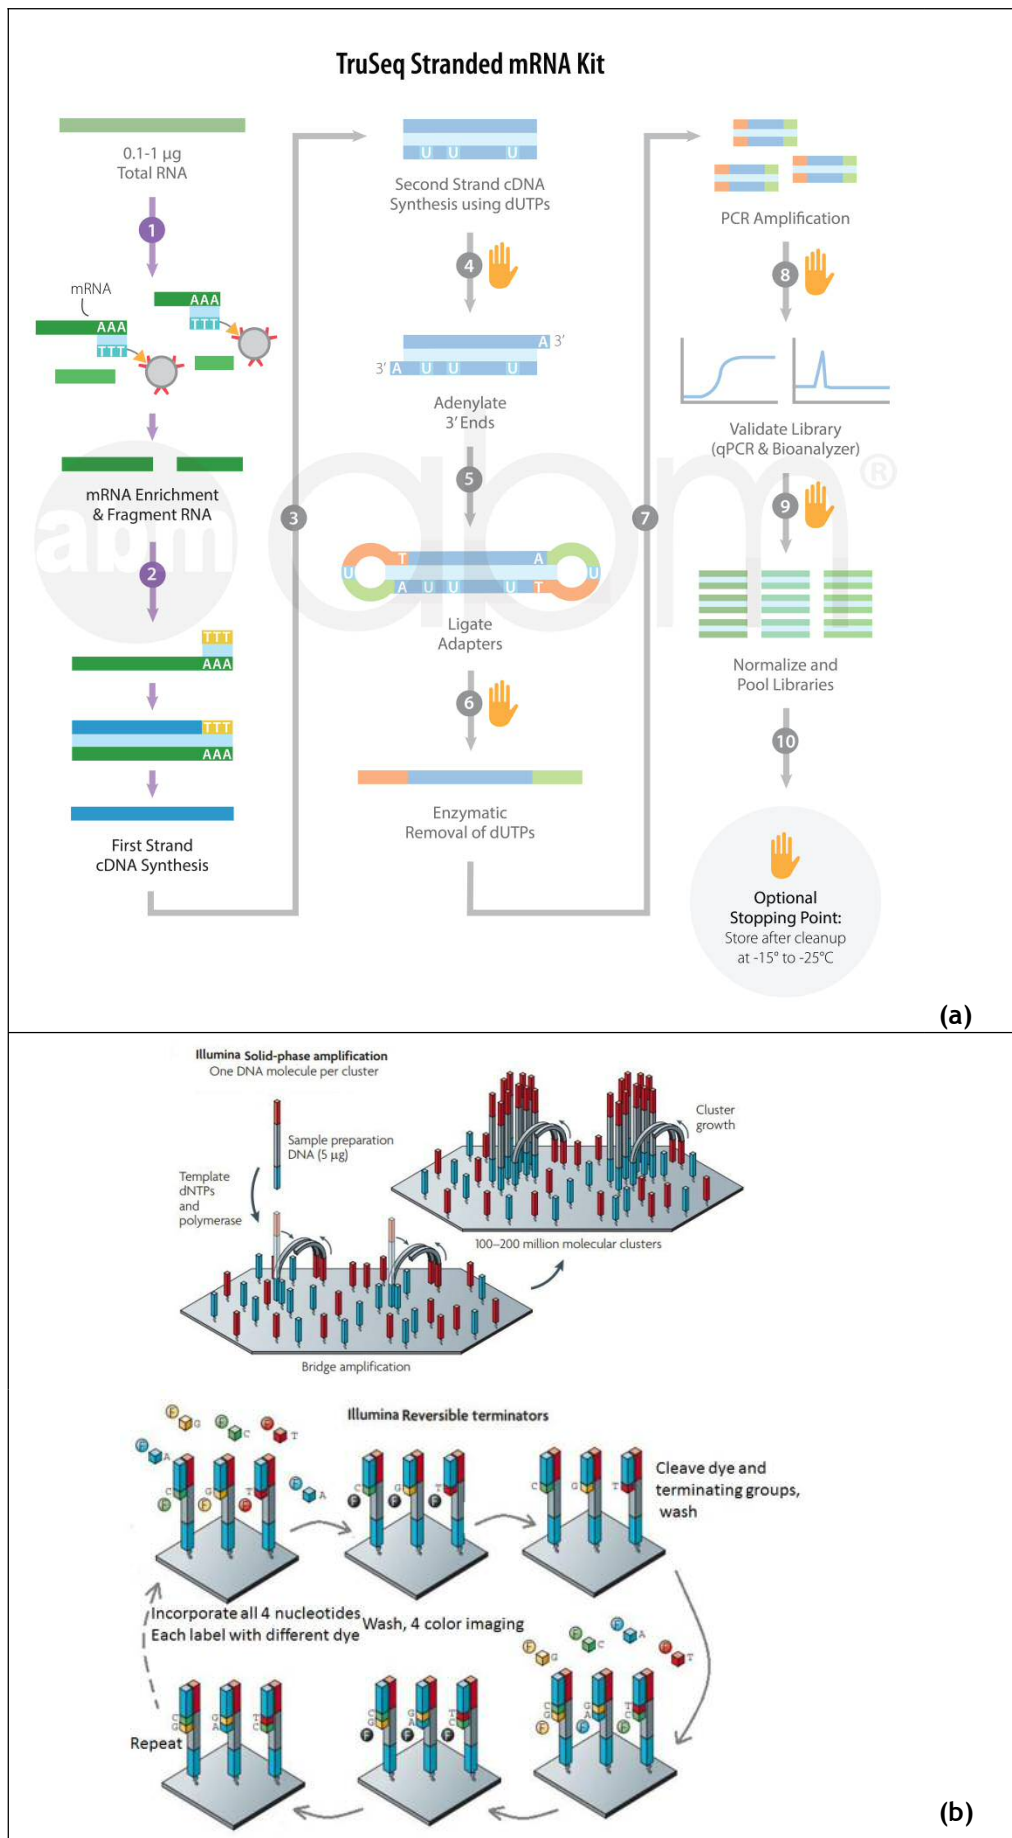 TruSeq Stranded mRNA Kit
0.1-1 µg
Total RNA
1
mRNA
AAA
TTT
AAA
TTT
mRNA Enrichment
& Fragment RNA
2
TTT
AAA
TTT
AAA
First Strand
cDNA Synthesis
3
U U U
Second Strand cDNA
Synthesis using dUTPs
4
A 3'
3' A U U U
Adenylate
3' Ends
5
T A
U U
A U U U T
Ligate
Adapters
6
Enzymatic
Removal of dUTPs
7
PCR Amplification
8
Validate Library
(qPCR & Bioanalyzer)
9
Normalize and
Pool Libraries
10
Optional
Stopping Point:
Store after cleanup
at -15° to -25°C
abm abm®
(a)
Illumina Solid-phase amplification
One DNA molecule per cluster
Sample preparation
DNA (5 µg)
Template
dNTPs
and
polymerase
Bridge amplification
Cluster
growth
100–200 million molecular clusters
Illumina Reversible terminators
F G F C F T
F A
F A
C G T
F F F
C G T
F F F
C G T
Cleave dye and
terminating groups,
wash
Incorporate all 4 nucleotides
Each label with different dye
Wash, 4 color imaging
F G F C F A F T
C G T
G A C
F F F
C G T
G A C
F F F
C G T
G A C
Repeat
(b)